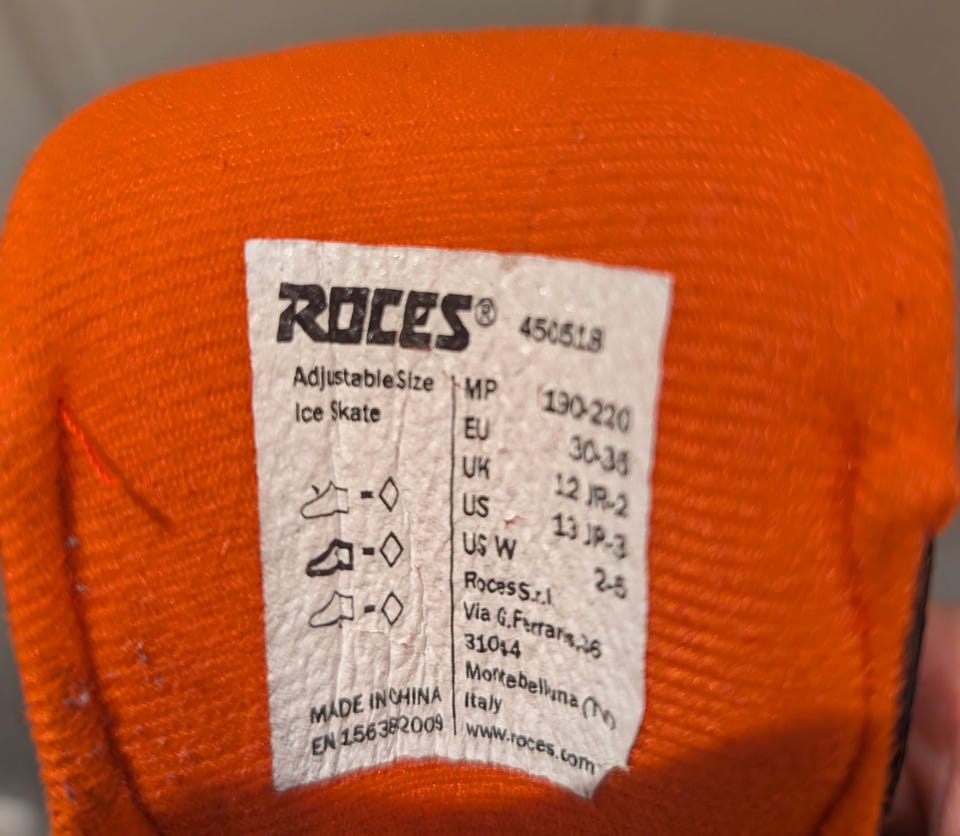 ROCES® 450518
Adjustable Size
Ice Skate
= ◇
= ◇
= ◇
MADE IN CHINA
EN 15638:2009
MP 190-220
EU 30-35
UK 12 JR-2
US 13 JR-3
US W 2-5
Roces S.r.l
Via G.Ferraris,36
31044
Montebelluna (TV)
Italy
www.roces.com